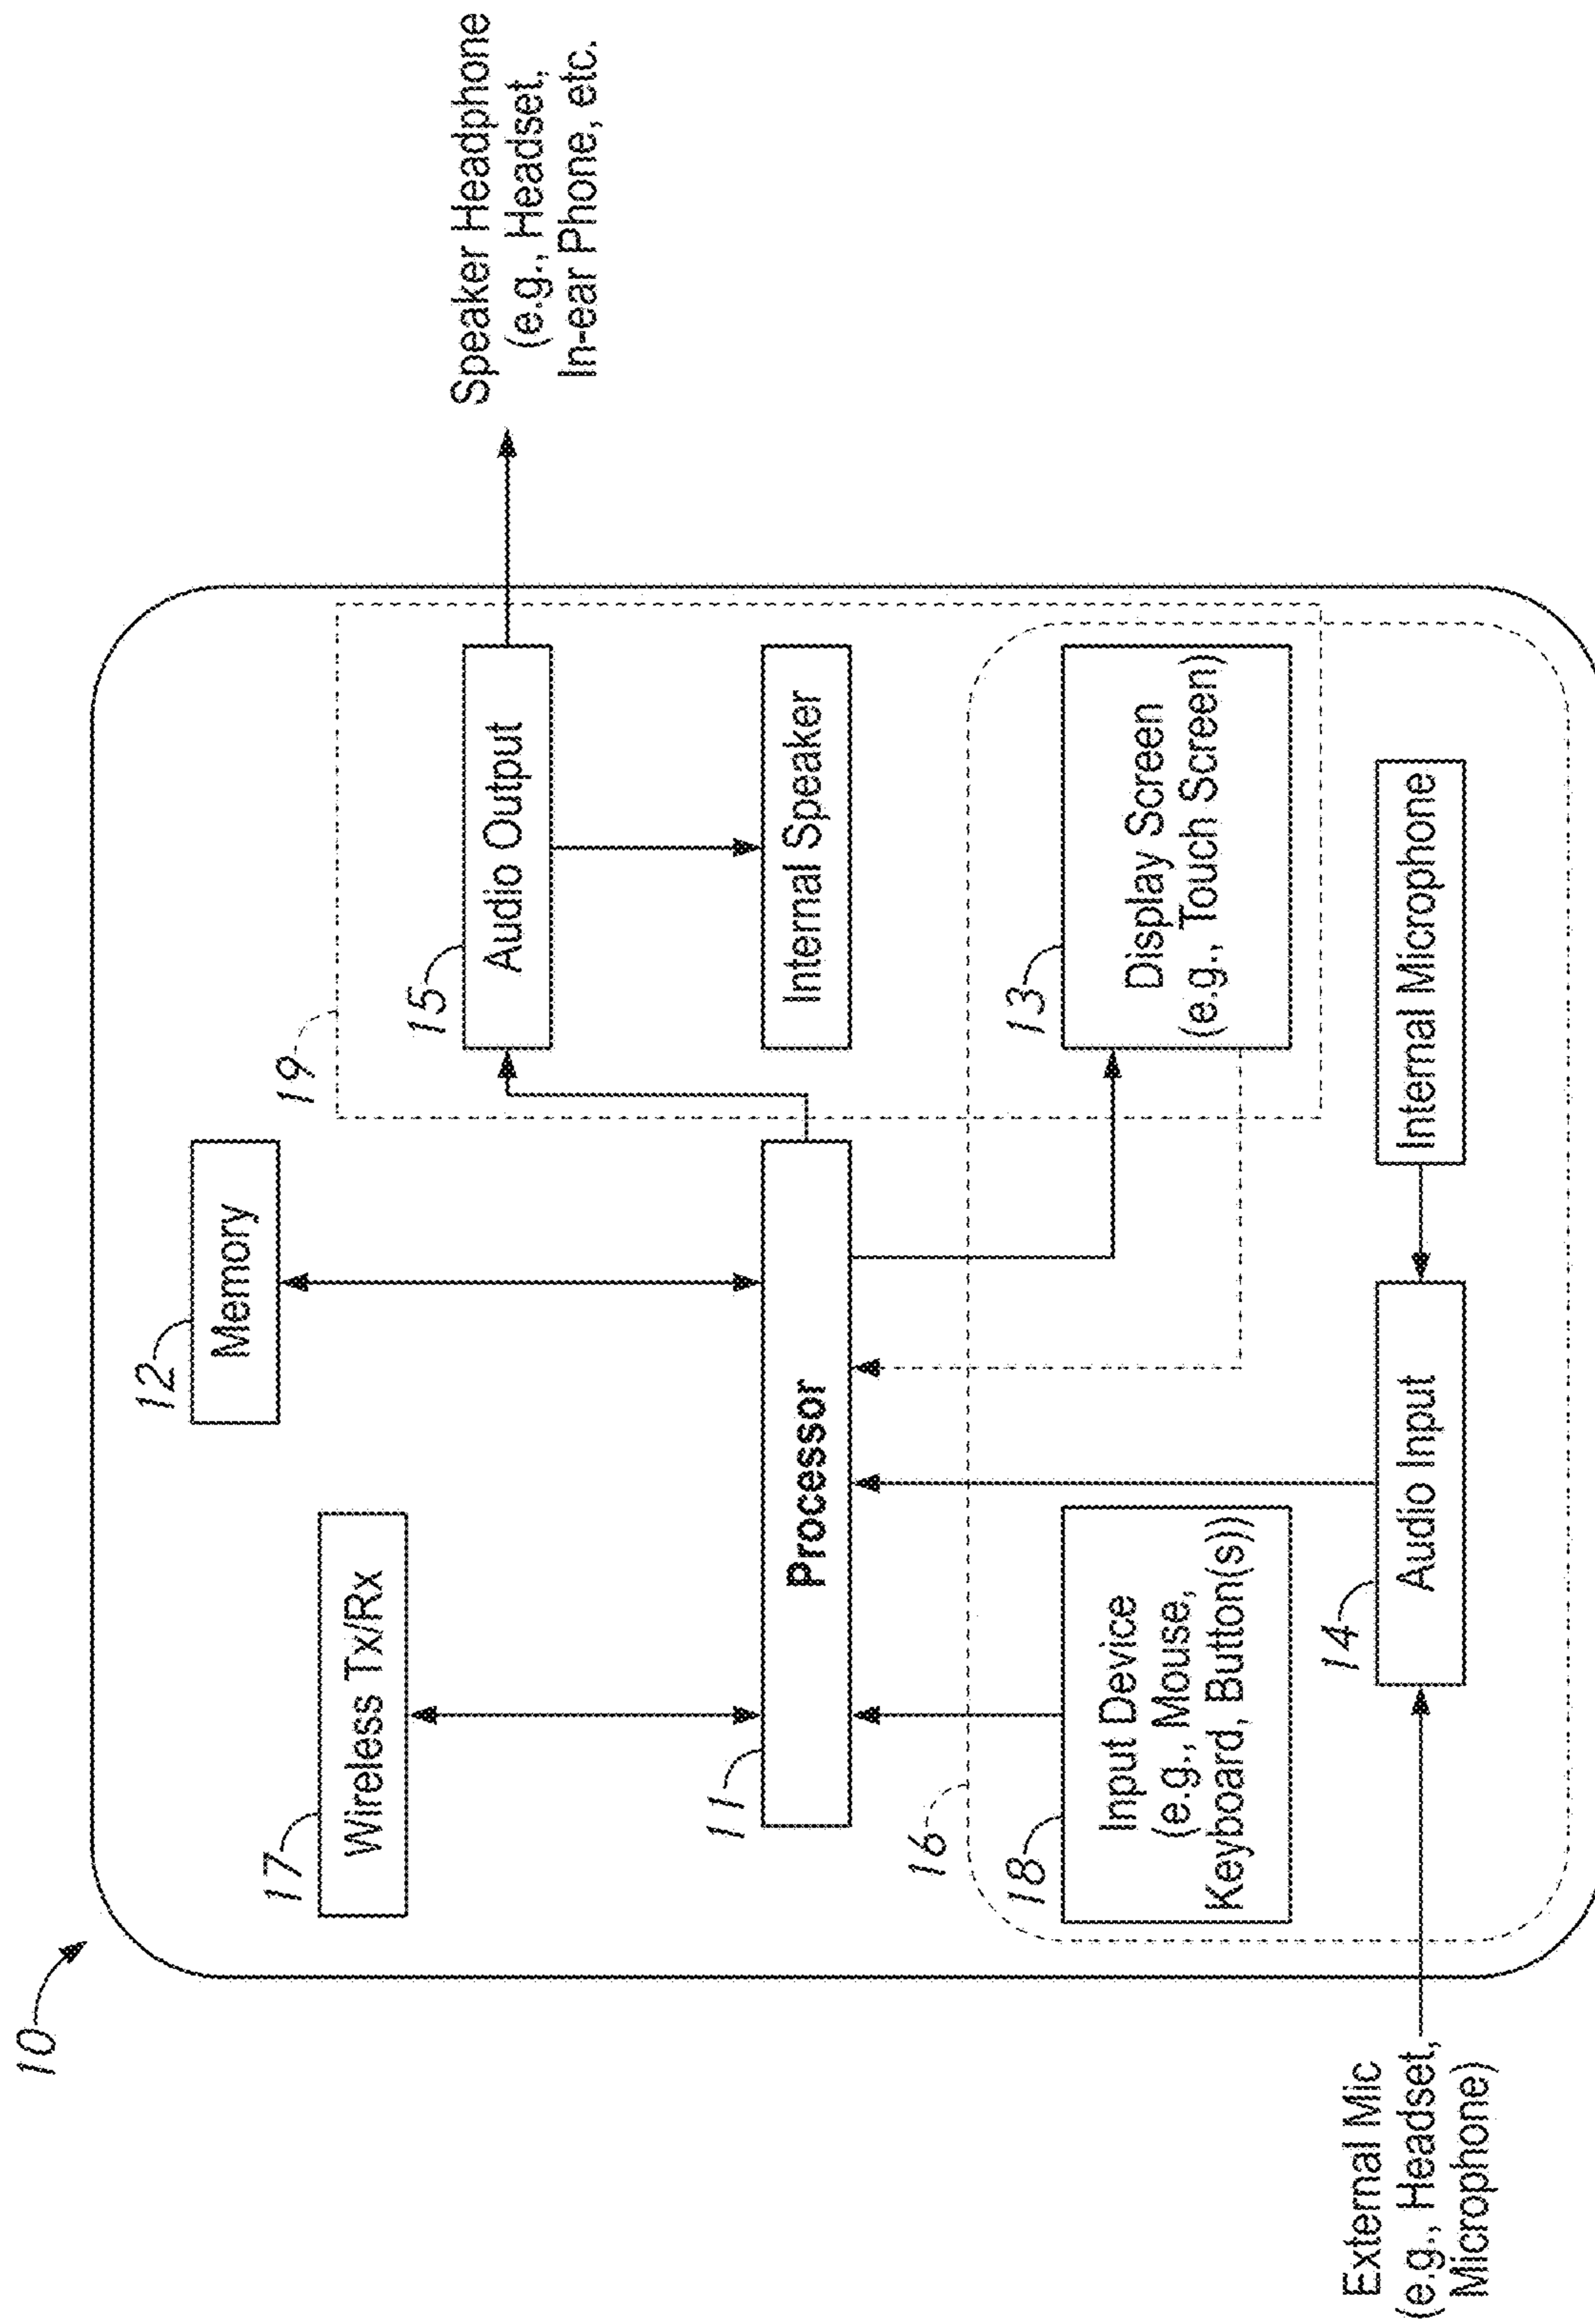 10
17
Wireless Tx/Rx
12
Memory
19
15
Audio Output
Speaker Headphone
(e.g., Headset,
In-ear Phone, etc.
11
Processor
Internal Speaker
16
18
Input Device
(e.g., Mouse,
Keyboard, Button(s))
13
Display Screen
(e.g., Touch Screen)
External Mic
(e.g., Headset,
Microphone)
14
Audio Input
Internal Microphone